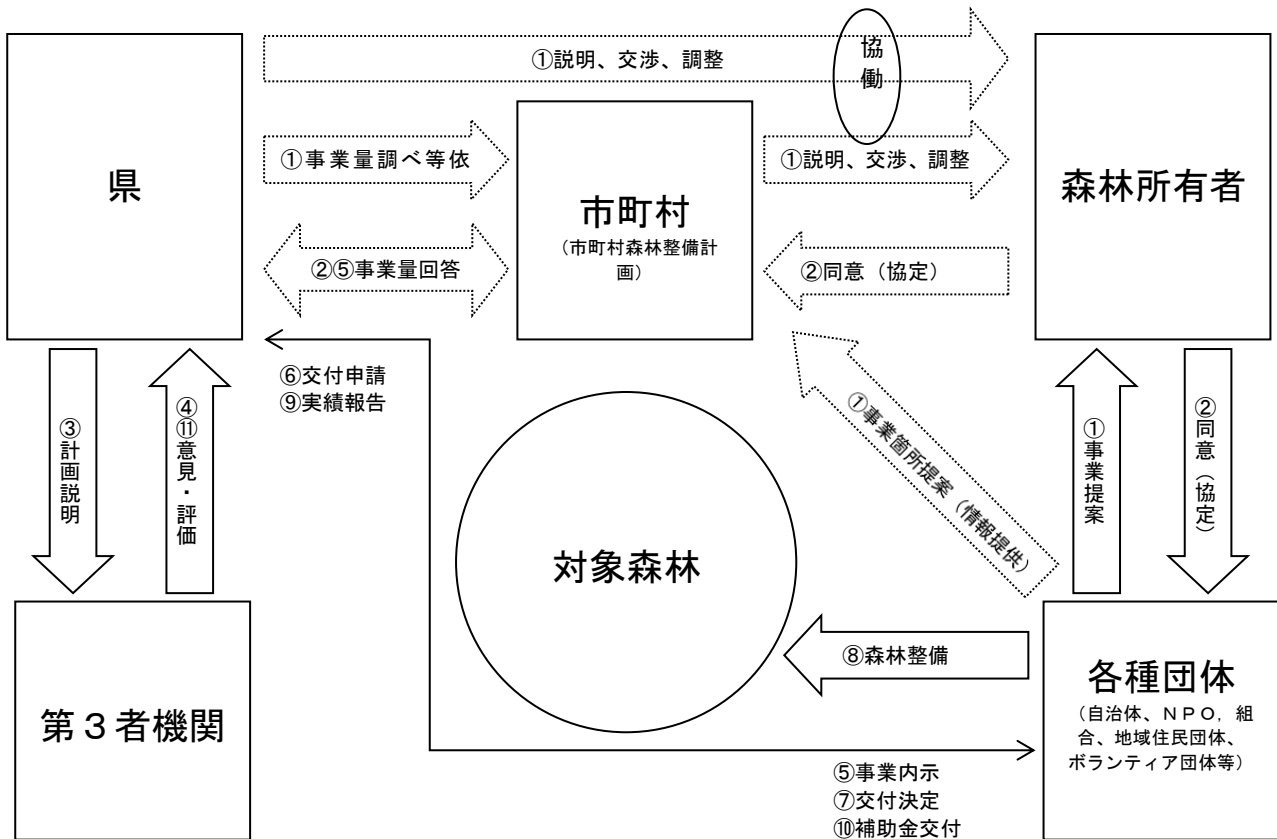 ①説明、交渉、調整
協
働
県
①事業量調べ等依
市町村
（市町村森林整備計
画）
①説明、交渉、調整
森林所有者
②⑤事業量回答
②同意（協定）
⑥交付申請
⑨実績報告
③計画説明
④
⑪意見・評価
①事業箇所提案（情報提供）
①事業提案
②同意（協定）
対象森林
⑧森林整備
第３者機関
各種団体
（自治体、ＮＰＯ，組
合、地域住民団体、
ボランティア団体等）
⑤事業内示
⑦交付決定
⑩補助金交付